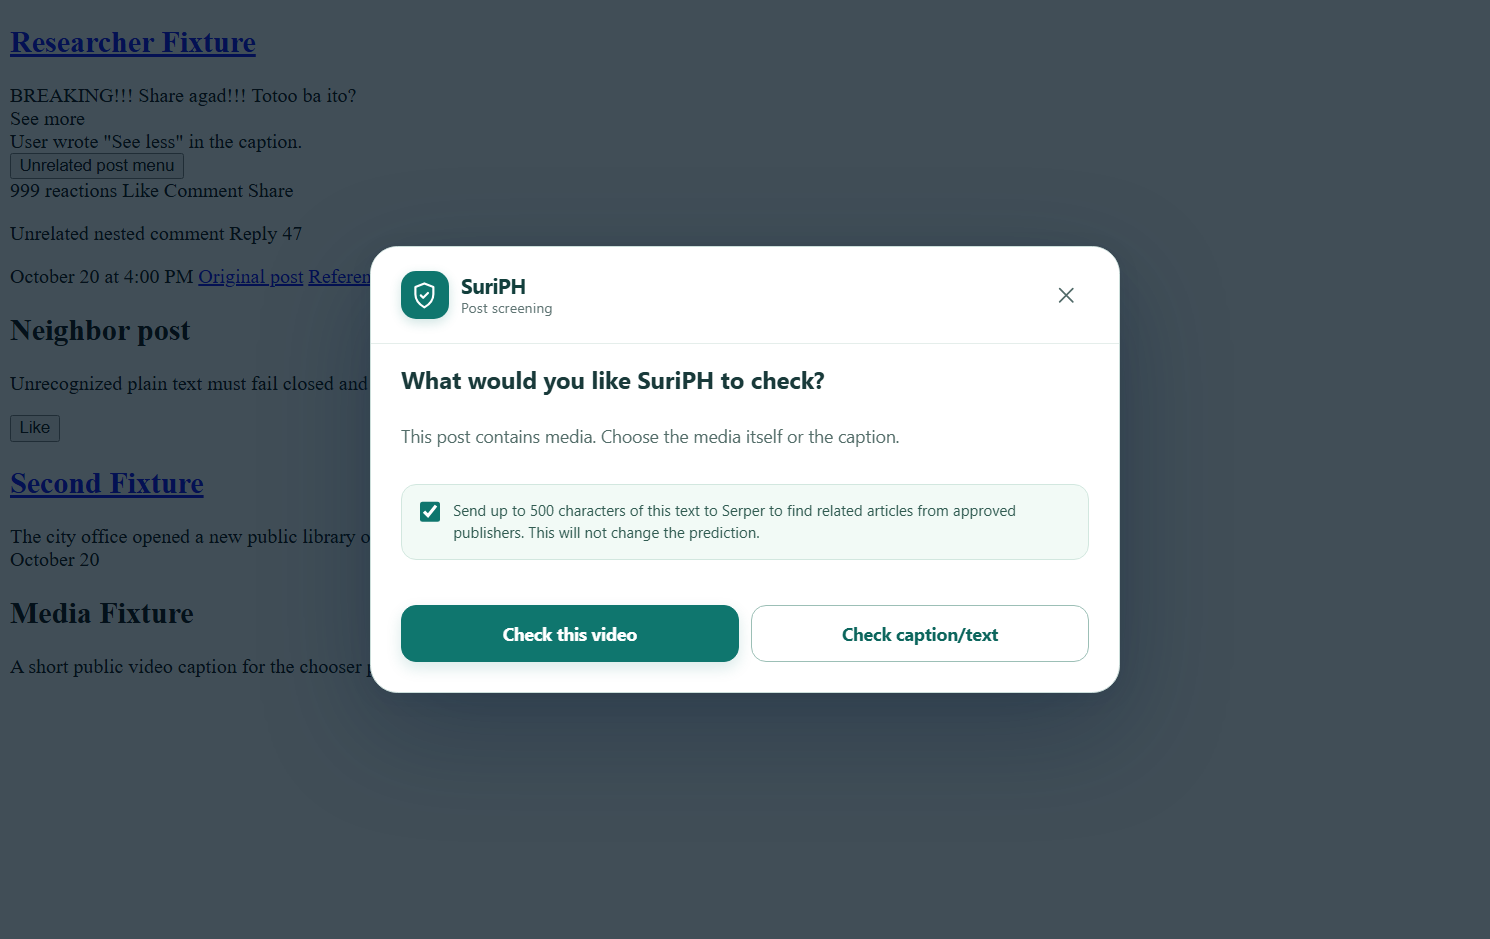 Researcher Fixture
BREAKING!!! Share agad!!! Totoo ba ito?
See more
User wrote "See less" in the caption.
Unrelated post menu
999 reactions Like Comment Share
Unrelated nested comment Reply 47
October 20 at 4:00 PM Original post
Neighbor post
Unrecognized plain text must fail closed and
Like
Second Fixture
The city office opened a new public library
October 20
Media Fixture
A short public video caption for the chooser
SuriPH
Post screening
What would you like SuriPH to check?
This post contains media. Choose the media itself or the caption.
Send up to 500 characters of this text to Serper to find related articles from approved
publishers. This will not change the prediction.
Check this video
Check caption/text